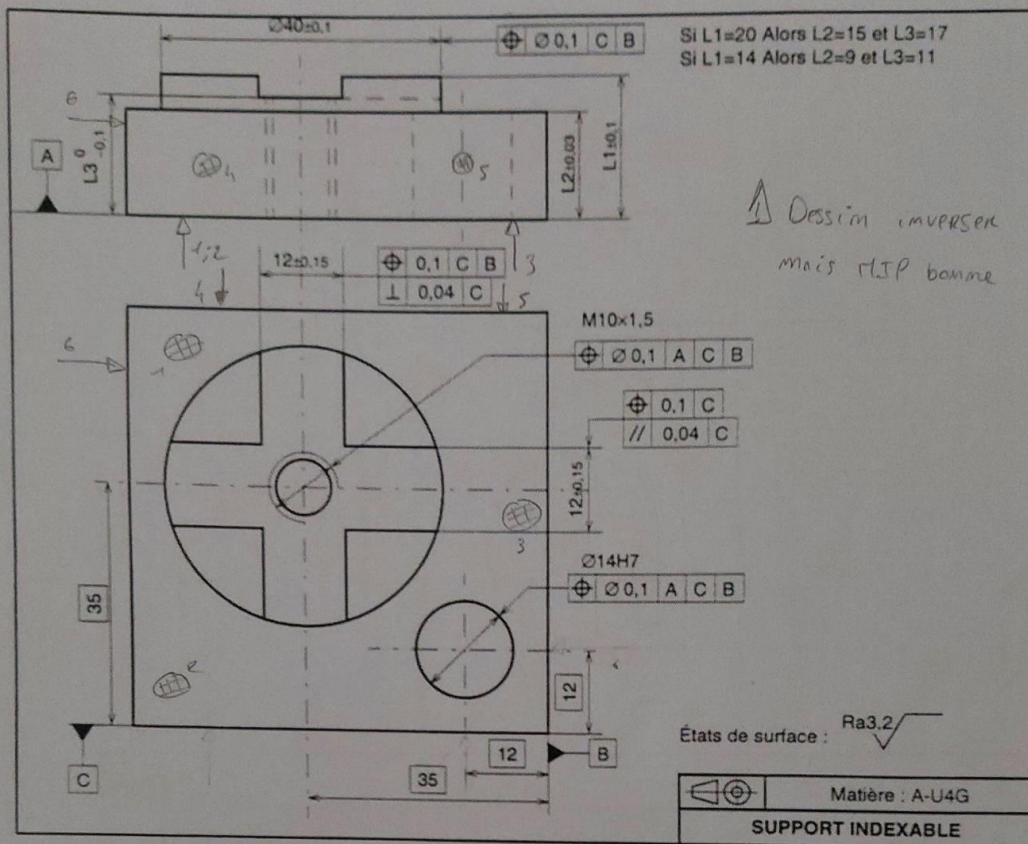 Ø40±0,1
⌖ Ø 0,1 C B
Si L1=20 Alors L2=15 et L3=17
Si L1=14 Alors L2=9 et L3=11
6
A
L3 0 -0,1
4
5
L2±0,03
L1±0,1
⚠ Dessin inverser
mais MIP bonne
1;2
3
12±0,15
⌖ 0,1 C B
⊥ 0,04 C
4
5
M10×1,5
⌖ Ø 0,1 A C B
6
1
⌖ 0,1 C
// 0,04 C
12±0,15
3
Ø14H7
⌖ Ø 0,1 A C B
35
2
12
C
12
B
35
États de surface : Ra3,2
Matière : A-U4G
SUPPORT INDEXABLE